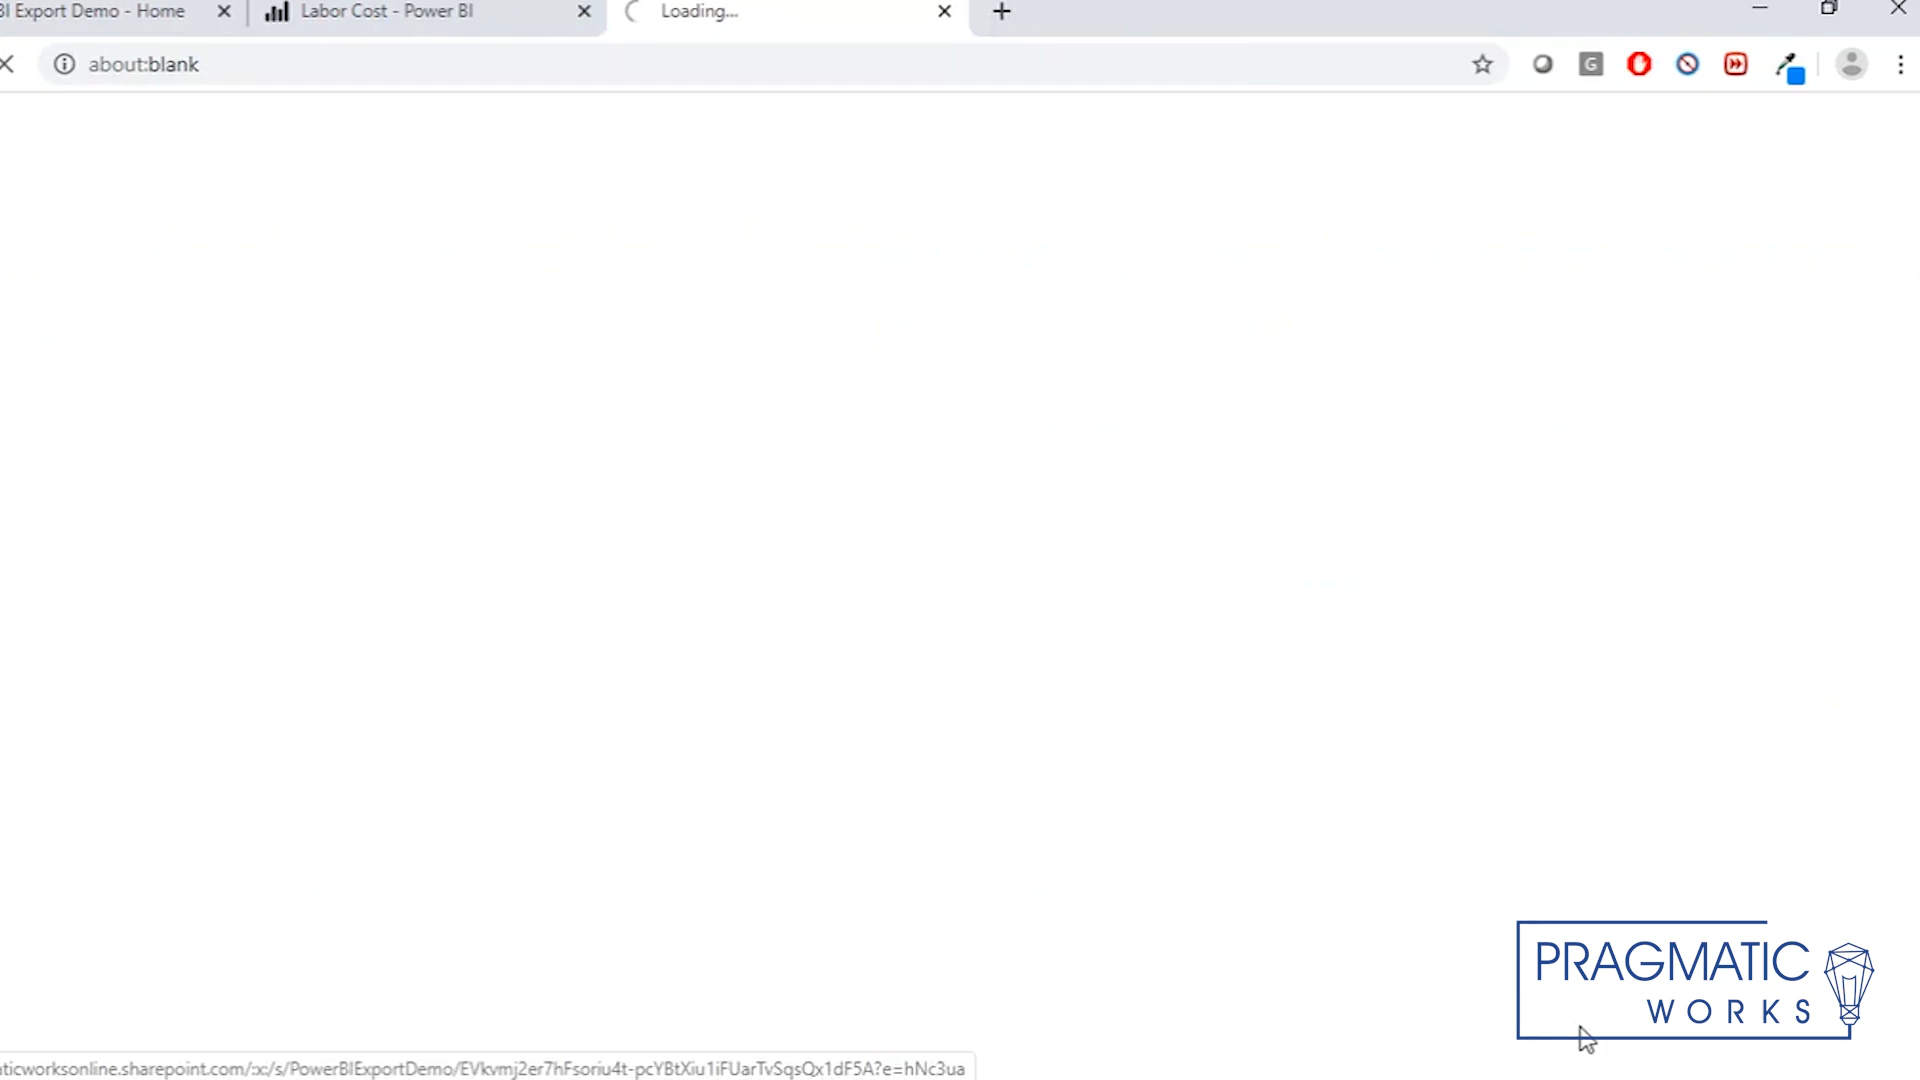 BI Export Demo - Home
Labor Cost - Power BI
Loading...
about:blank
G
PRAGMATIC
WORKS
aticworksonline.sharepoint.com/:x:/s/PowerBIExportDemo/EVkvmj2er7hFsoriu4t-pcYBtXiu1iFUarTvSqsQx1dF5A?e=hNc3ua